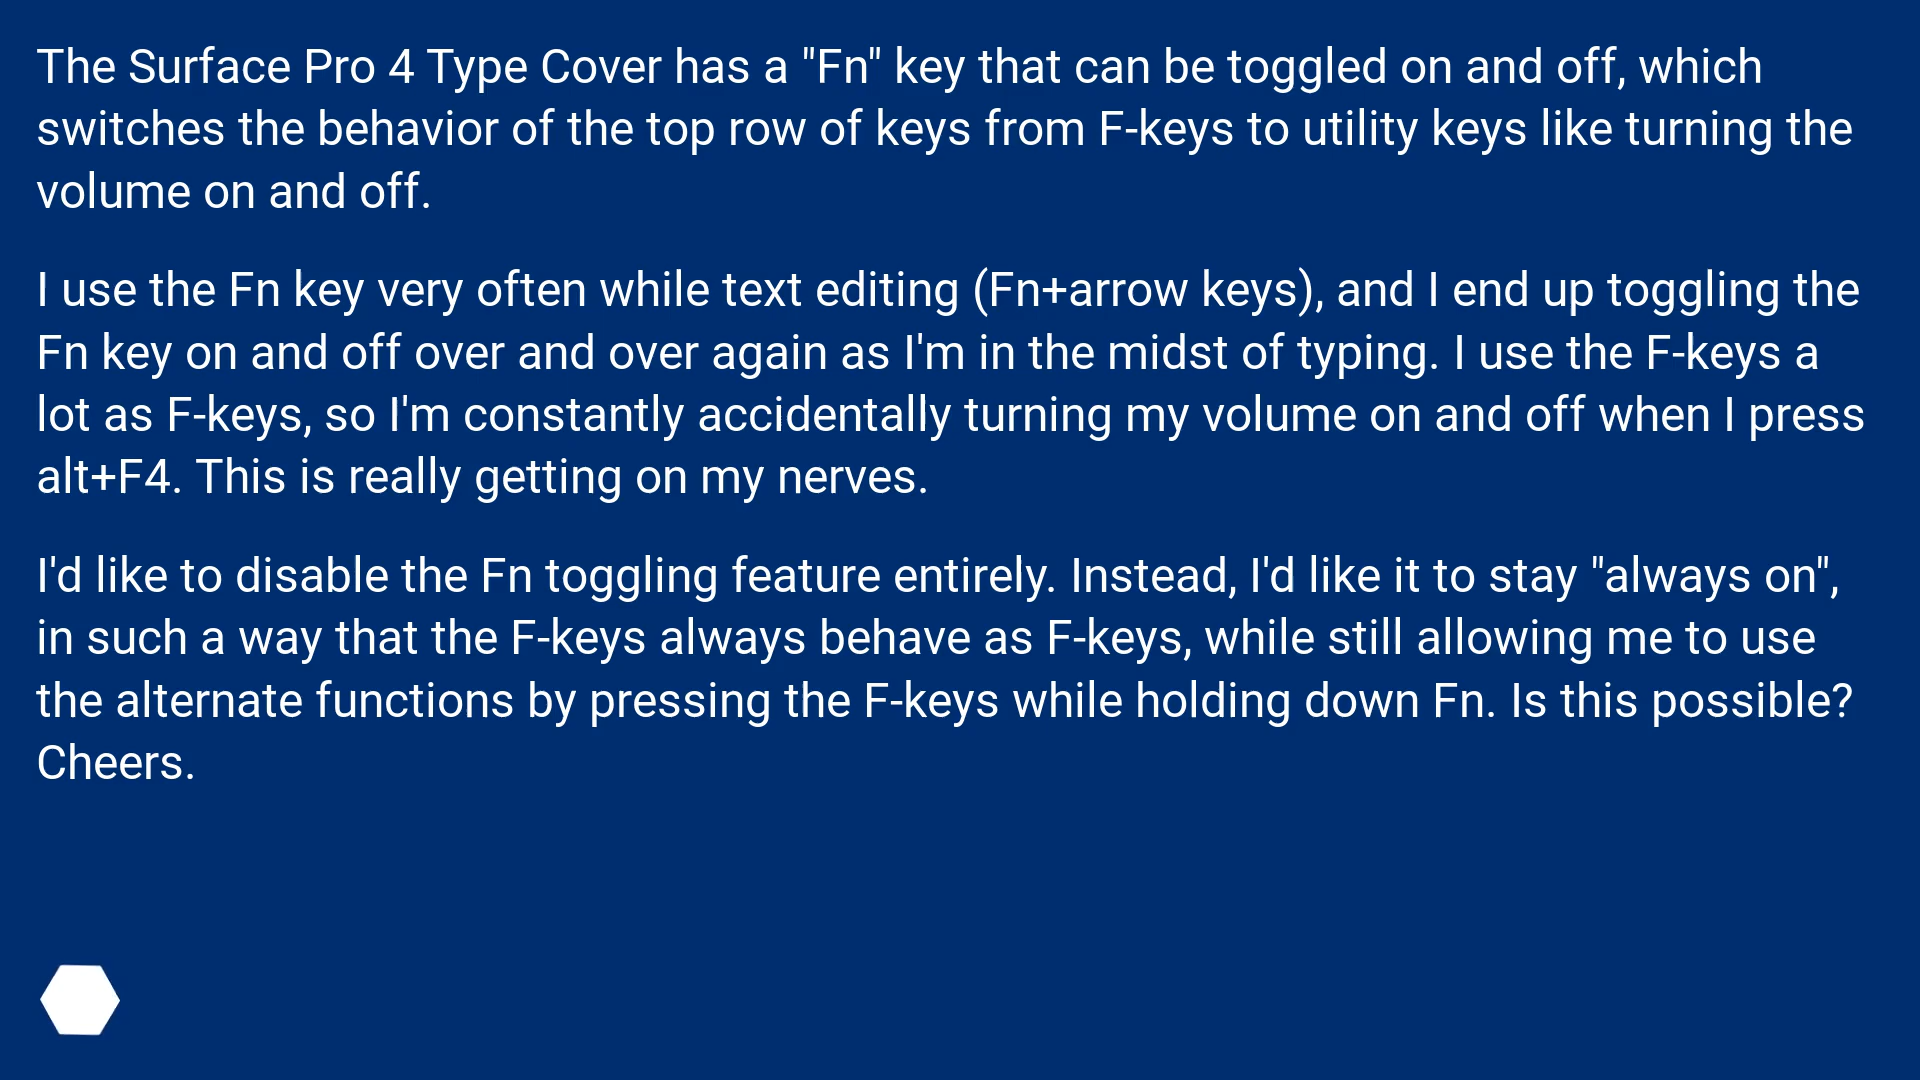 The Surface Pro 4 Type Cover has a "Fn" key that can be toggled on and off, which
switches the behavior of the top row of keys from F-keys to utility keys like turning the
volume on and off.
I use the Fn key very often while text editing (Fn+arrow keys), and I end up toggling the
Fn key on and off over and over again as I'm in the midst of typing. I use the F-keys a
lot as F-keys, so I'm constantly accidentally turning my volume on and off when I press
alt+F4. This is really getting on my nerves.
I'd like to disable the Fn toggling feature entirely. Instead, I'd like it to stay "always on",
in such a way that the F-keys always behave as F-keys, while still allowing me to use
the alternate functions by pressing the F-keys while holding down Fn. Is this possible?
Cheers.